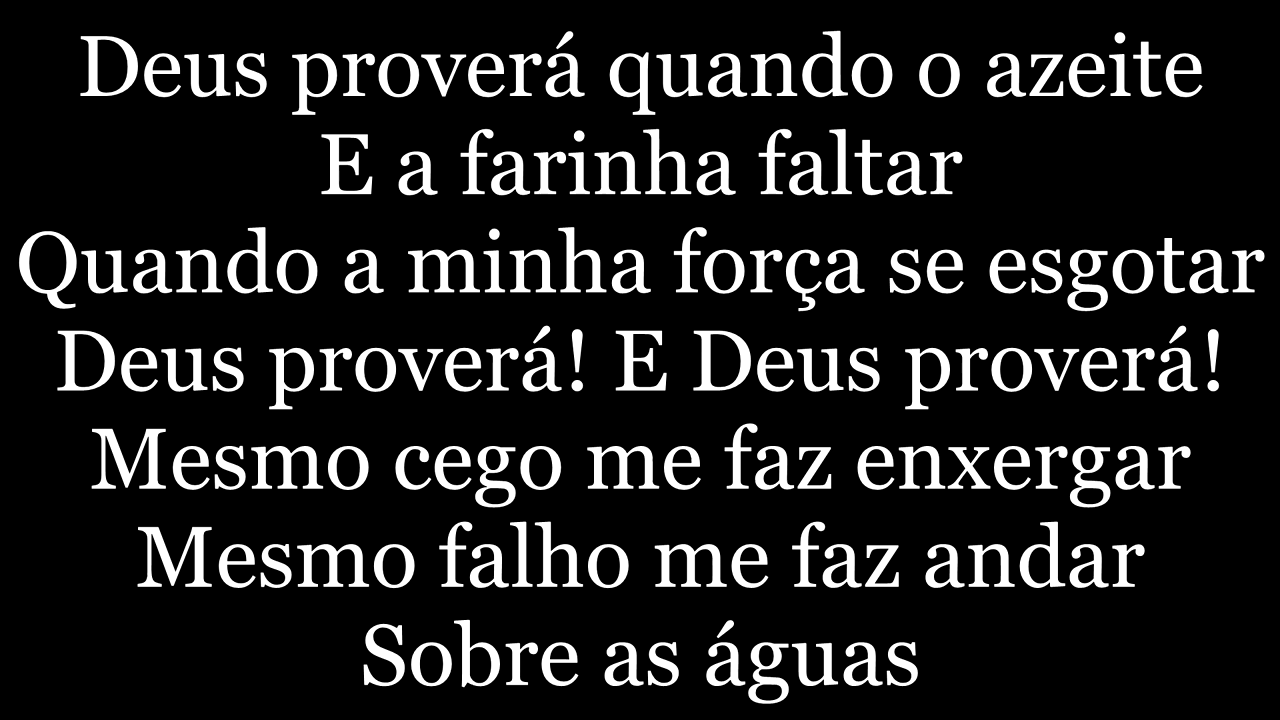 Deus proverá quando o azeite
E a farinha faltar
Quando a minha força se esgotar
Deus proverá! E Deus proverá!
Mesmo cego me faz enxergar
Mesmo falho me faz andar
Sobre as águas